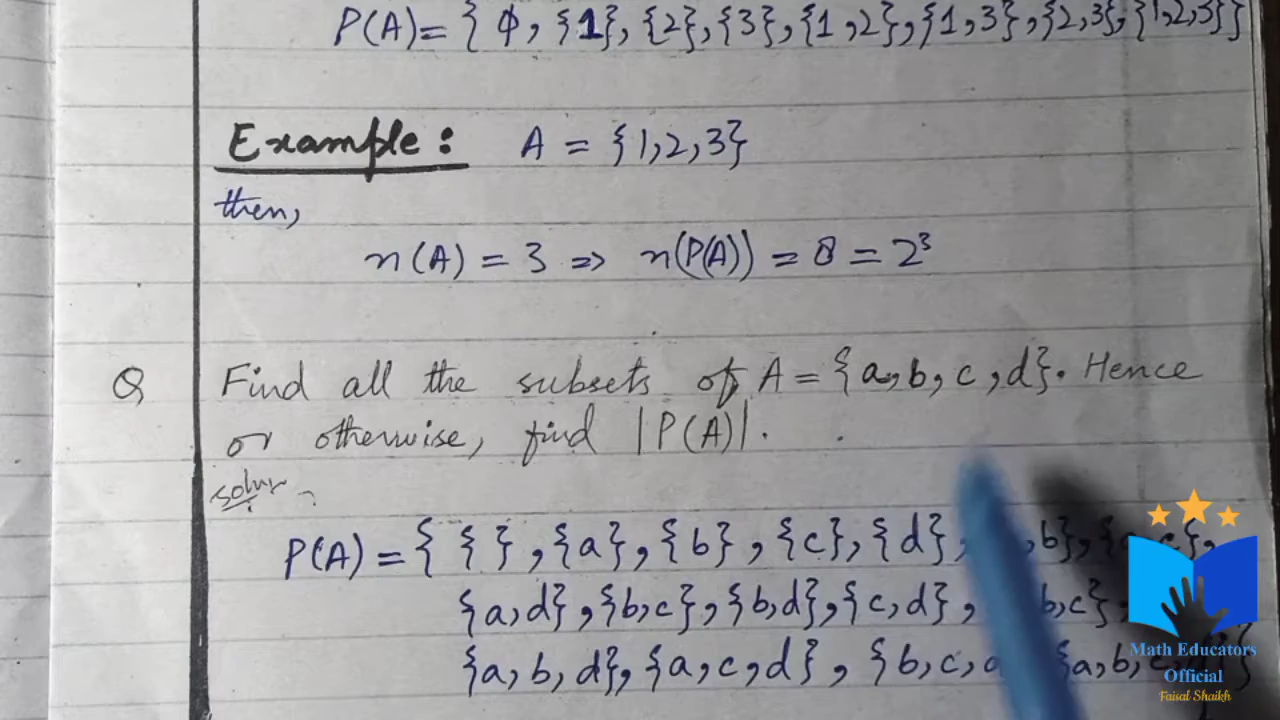 P(A) = { φ, {1}, {2}, {3}, {1,2}, {1,3}, {2,3}, {1,2,3}}
Example: A = {1,2,3}
then,
n(A) = 3 ⇒ n(P(A)) = 8 = 2³
Q Find all the subsets of A = {a,b,c,d}. Hence
or otherwise, find |P(A)|.
soln
P(A) = { { }, {a}, {b}, {c}, {d}, b}, c},
{a,d}, {b,c}, {b,d}, {c,d}, b,c},
{a,b,d}, {a,c,d}, {b,c, {a,b,c, }}
Math Educators
Official
Faisal Shaikh